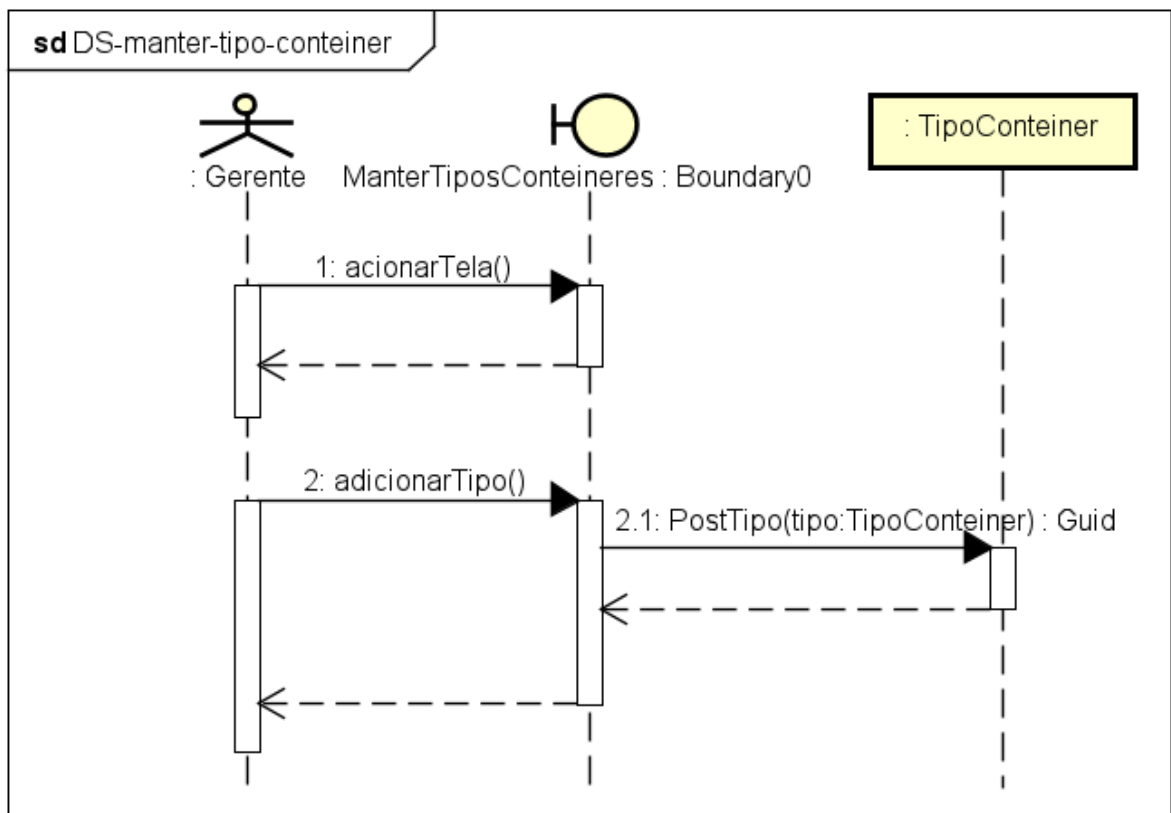 sd DS-manter-tipo-conteiner
: Gerente
ManterTiposConteineres : Boundary0
: TipoConteiner
1: acionarTela()
2: adicionarTipo()
2.1: PostTipo(tipo:TipoConteiner) : Guid